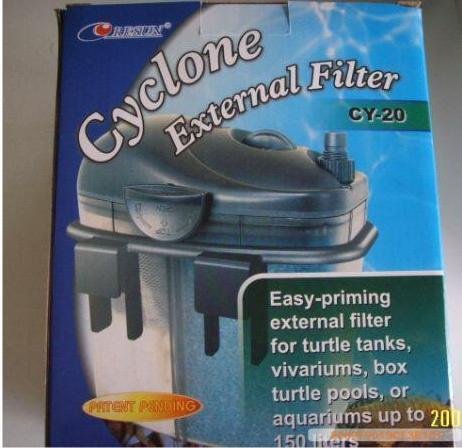 RESUN®
Cyclone
External Filter
CY-20
Easy-priming
external filter
for turtle tanks,
vivariums, box
turtle pools, or
aquariums up to
150 liters
PATENT PENDING
200